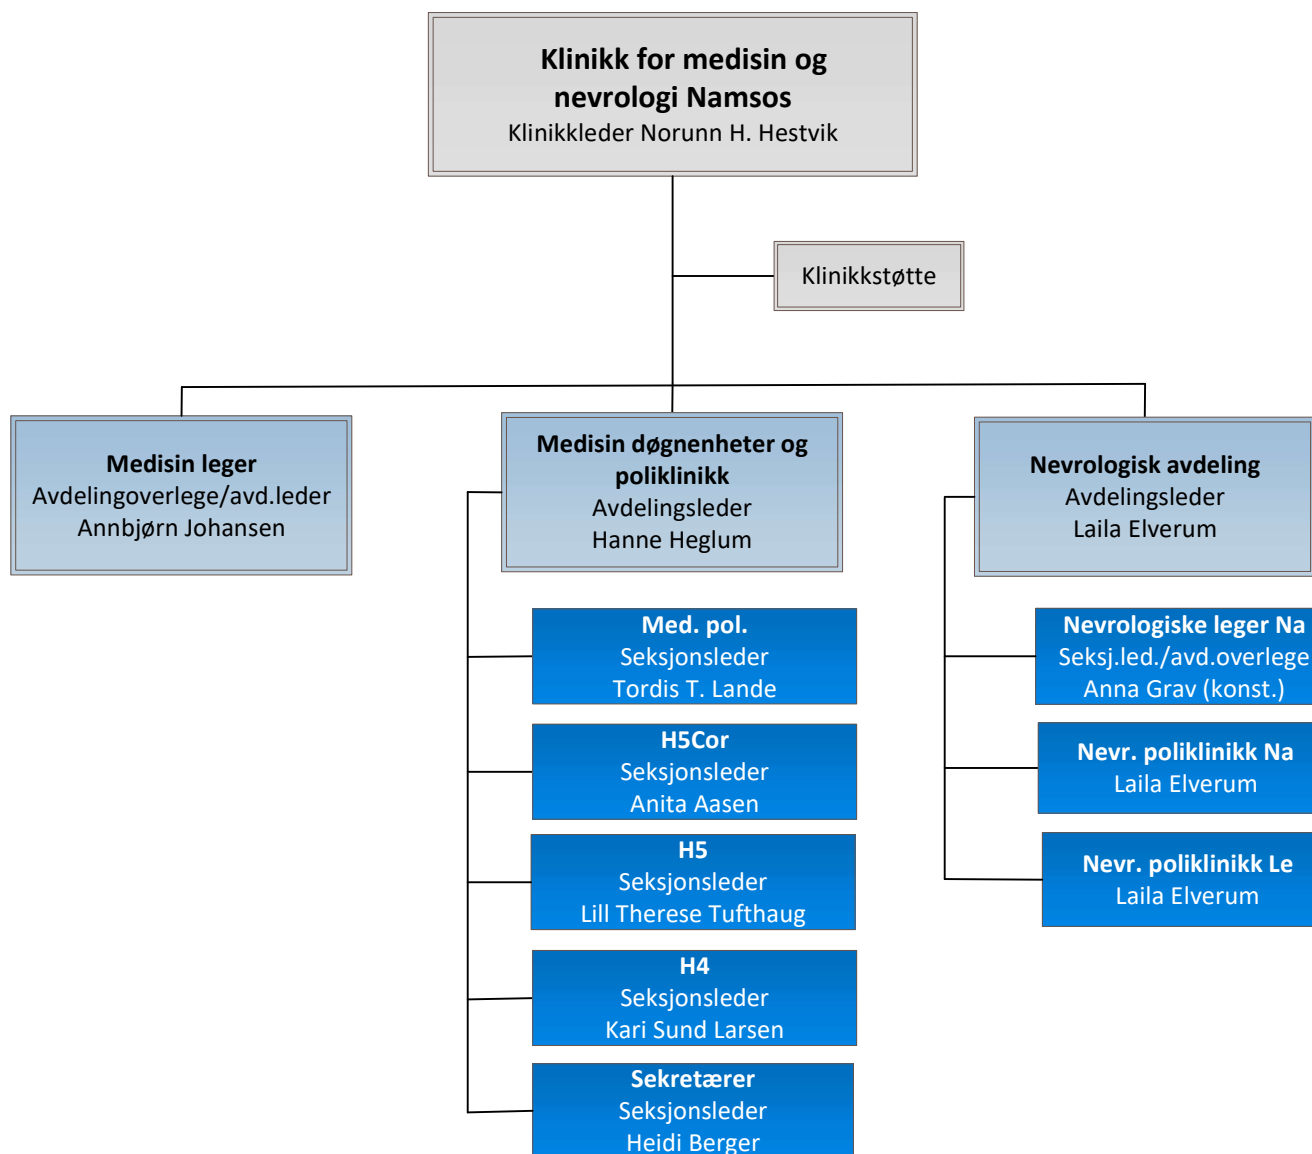 Klinikk for medisin og
nevrologi Namsos
Klinikkleder Norunn H. Hestvik
Klinikkstøtte
Medisin leger
Avdelingoverlege/avd.leder
Annbjørn Johansen
Medisin døgnenheter og
poliklinikk
Avdelingsleder
Hanne Heglum
Nevrologisk avdeling
Avdelingsleder
Laila Elverum
Med. pol.
Seksjonsleder
Tordis T. Lande
H5Cor
Seksjonsleder
Anita Aasen
H5
Seksjonsleder
Lill Therese Tufthaug
H4
Seksjonsleder
Kari Sund Larsen
Sekretærer
Seksjonsleder
Heidi Berger
Nevrologiske leger Na
Seksj.led./avd.overlege
Anna Grav (konst.)
Nevr. poliklinikk Na
Laila Elverum
Nevr. poliklinikk Le
Laila Elverum